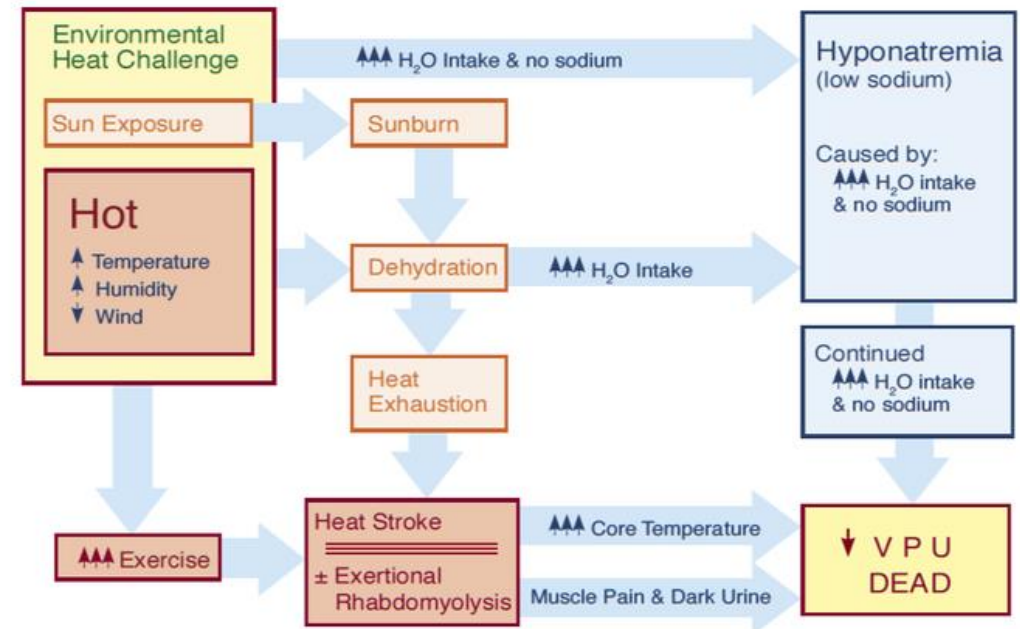 Environmental
Heat Challenge
↟↟↟ H₂O Intake & no sodium
Hyponatremia
(low sodium)
Caused by:
↟↟↟ H₂O intake
& no sodium
Sun Exposure
Sunburn
Hot
↑ Temperature
↑ Humidity
↓ Wind
Dehydration
↟↟↟ H₂O Intake
Heat
Exhaustion
Continued
↟↟↟ H₂O intake
& no sodium
↟↟↟ Exercise
Heat Stroke
± Exertional
Rhabdomyolysis
↟↟↟ Core Temperature
Muscle Pain & Dark Urine
↓ V P U
DEAD